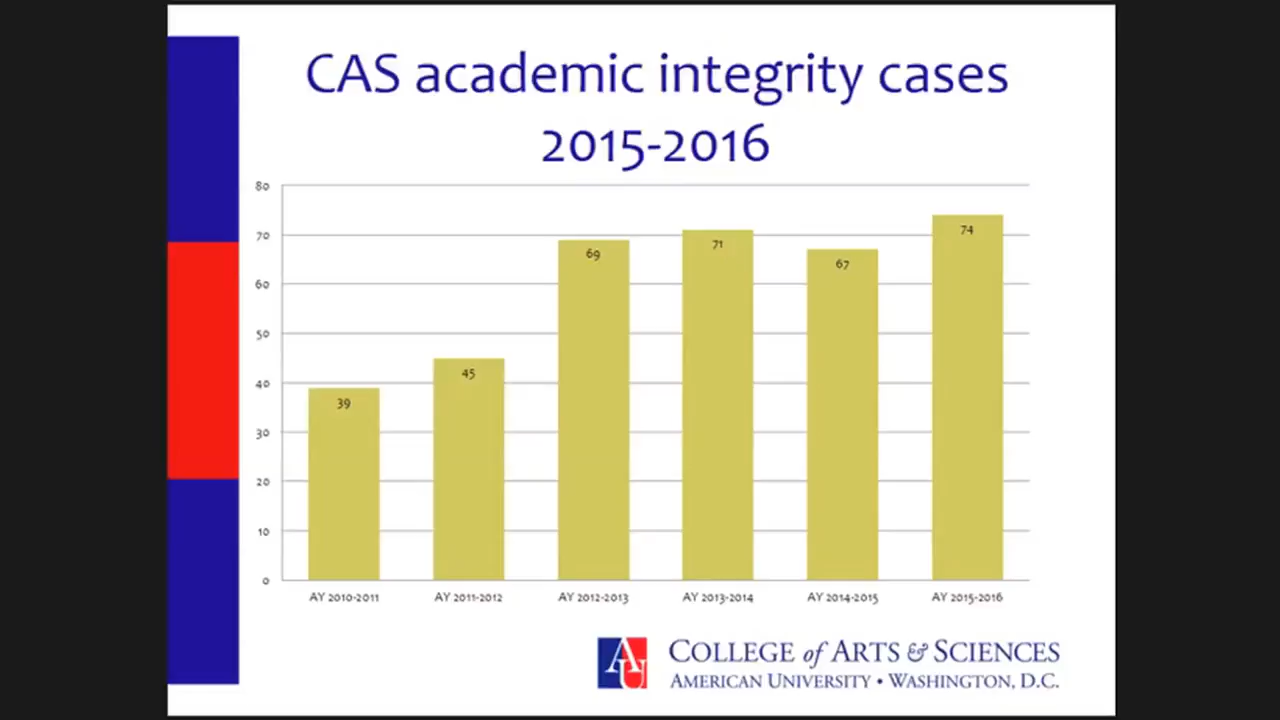 CAS academic integrity cases
2015-2016
80
70
60
50
40
30
20
10
0
39
45
69
71
67
74
AY 2010-2011
AY 2011-2012
AY 2012-2013
AY 2013-2014
AY 2014-2015
AY 2015-2016
AU
COLLEGE of ARTS & SCIENCES
AMERICAN UNIVERSITY • WASHINGTON, D.C.